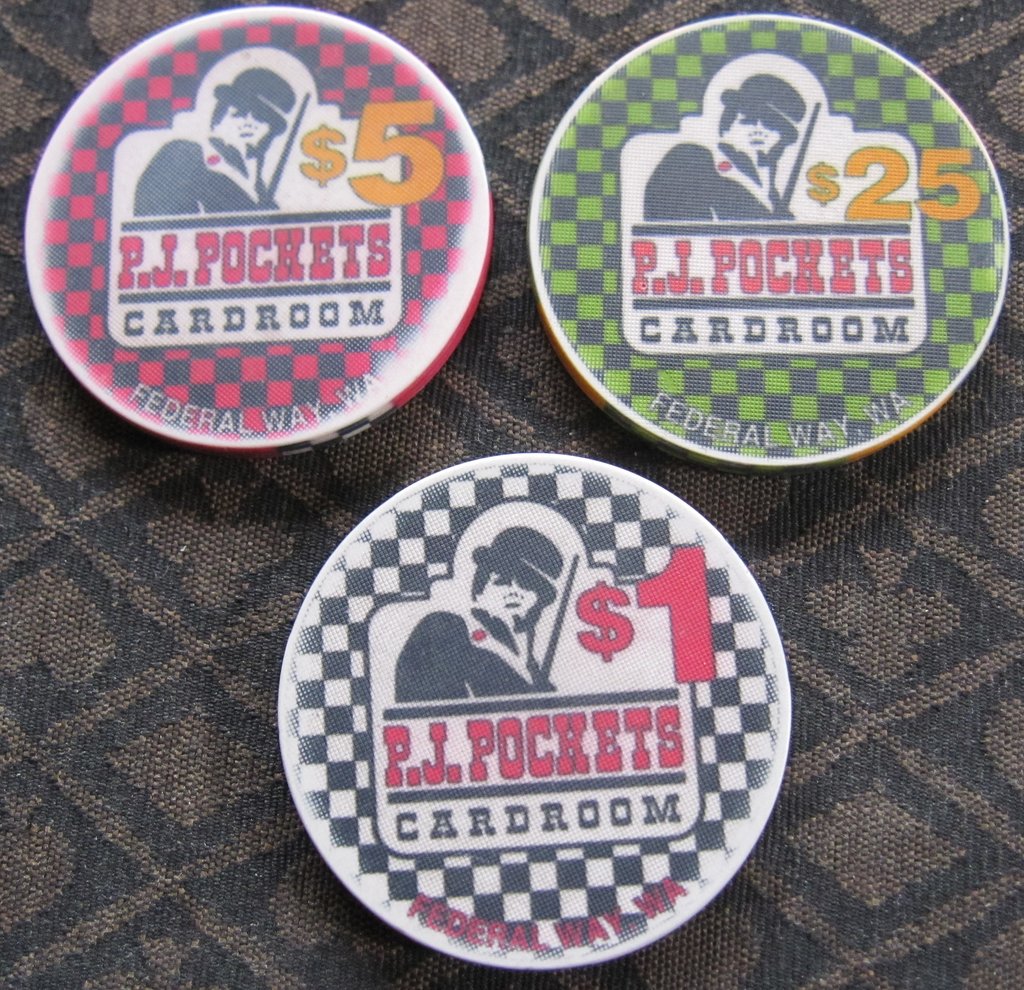 $5
P.J. POCKETS
CARDROOM
FEDERAL WAY, WA
$25
P.J. POCKETS
CARDROOM
FEDERAL WAY, WA
$1
P.J. POCKETS
CARDROOM
FEDERAL WAY, WA